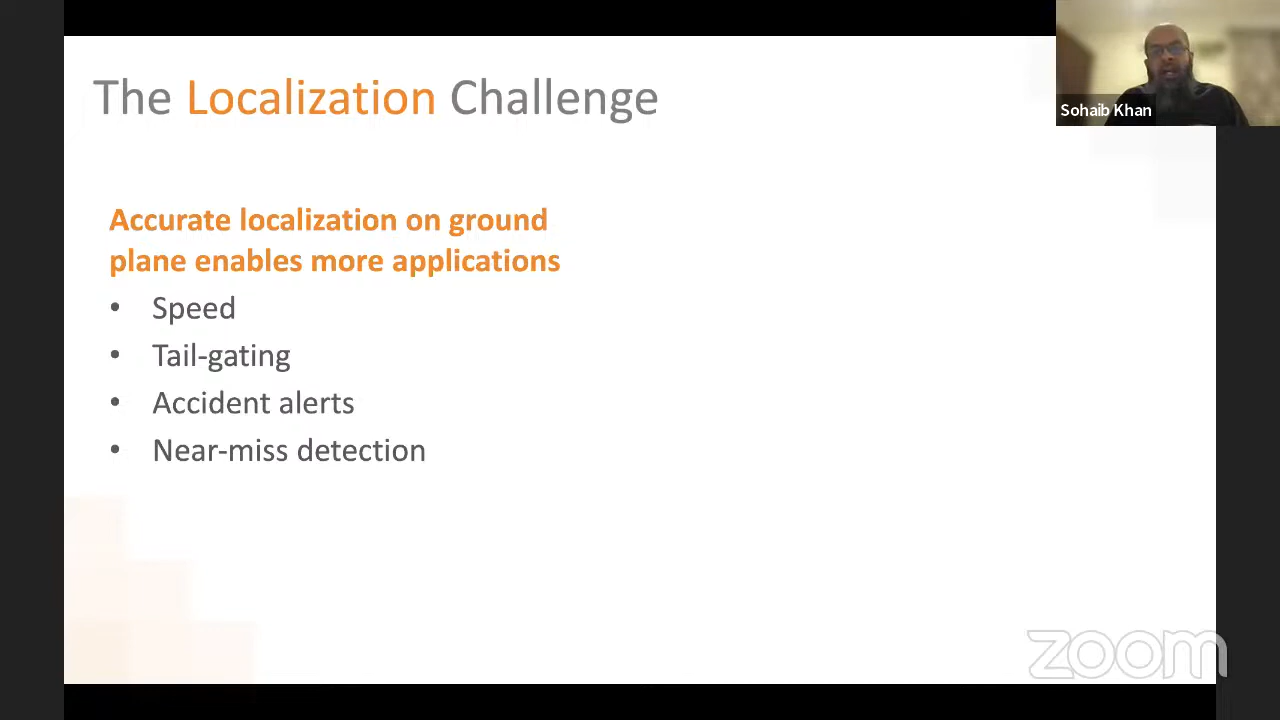 The Localization Challenge
Sohaib Khan
Accurate localization on ground
plane enables more applications
• Speed
• Tail-gating
• Accident alerts
• Near-miss detection
zoom